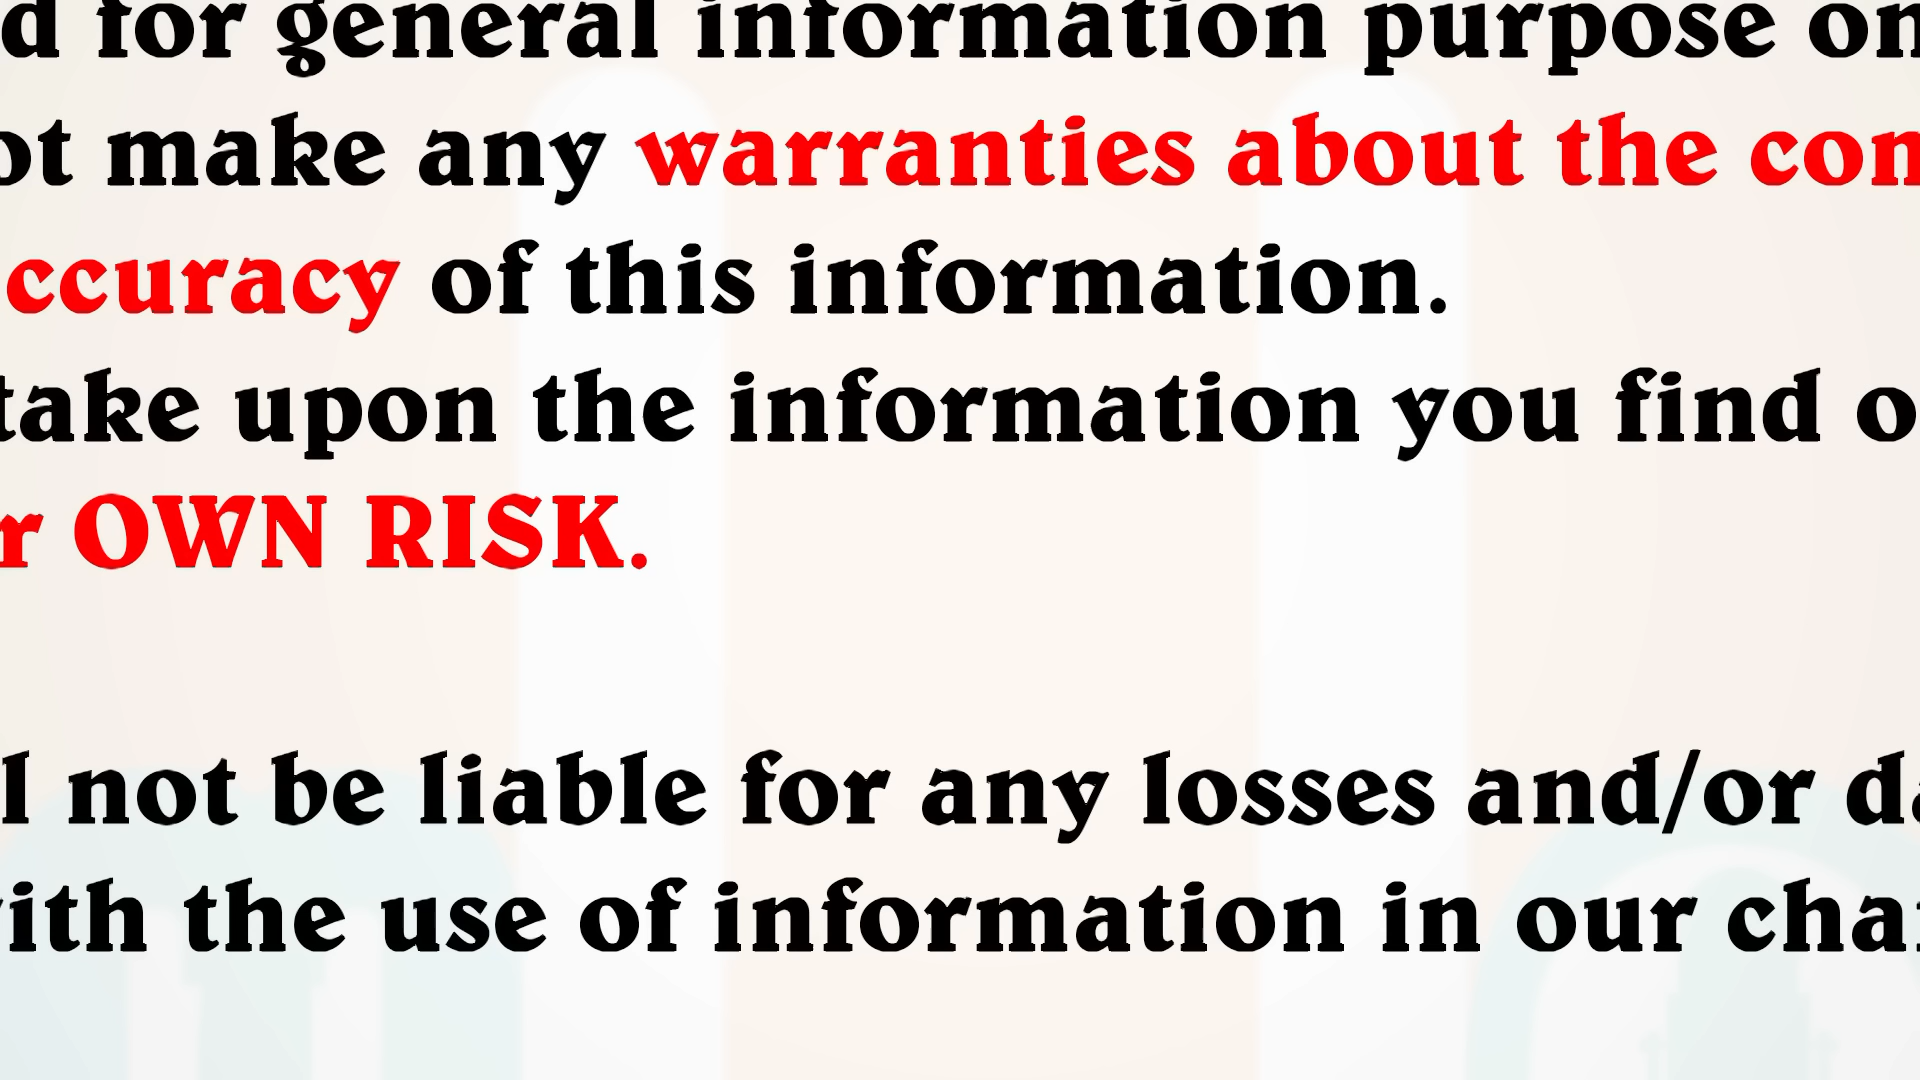 d for general information purpose on
ot make any warranties about the con
ccuracy of this information.
take upon the information you find o
r OWN RISK.
l not be liable for any losses and/or da
ith the use of information in our cha